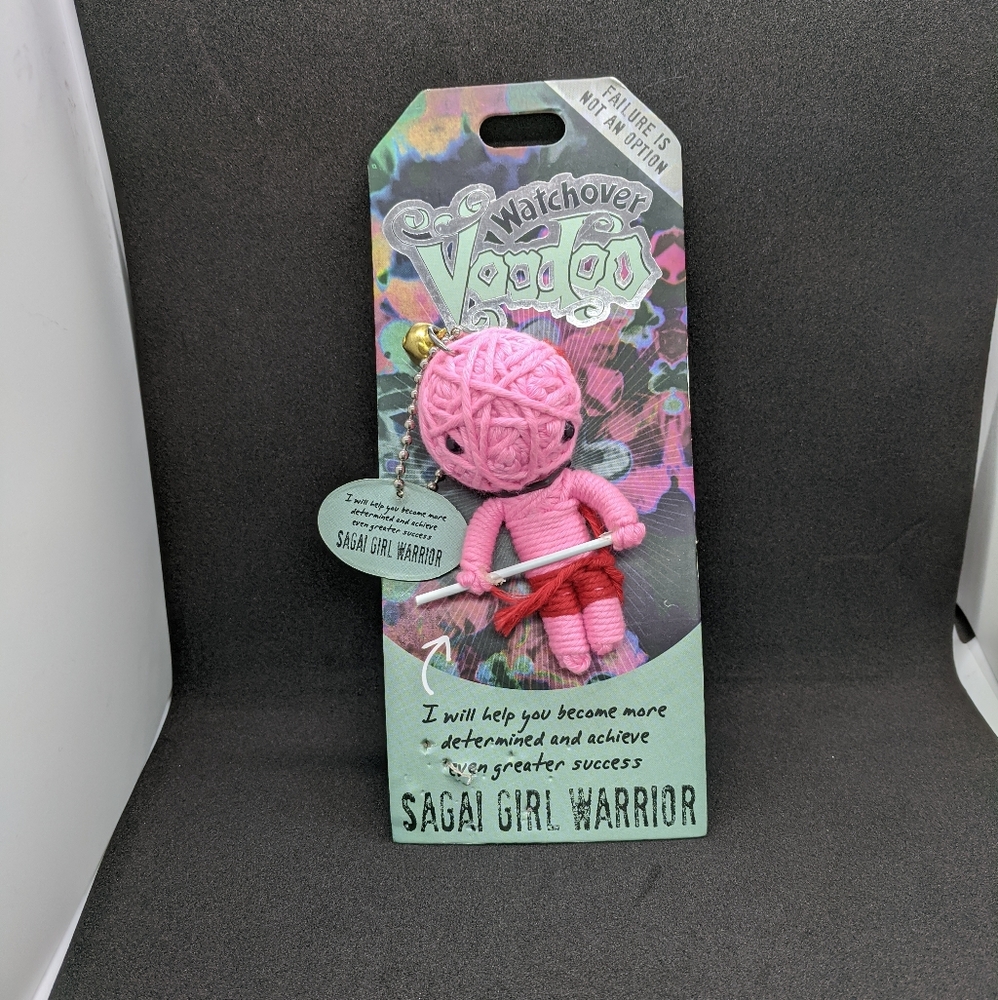 FAILURE IS
NOT AN OPTION
Watchover
Voodoo
I will help you become more
determined and achieve
even greater success
SAGAI GIRL WARRIOR
I will help you become more
determined and achieve
even greater success
SAGAI GIRL WARRIOR